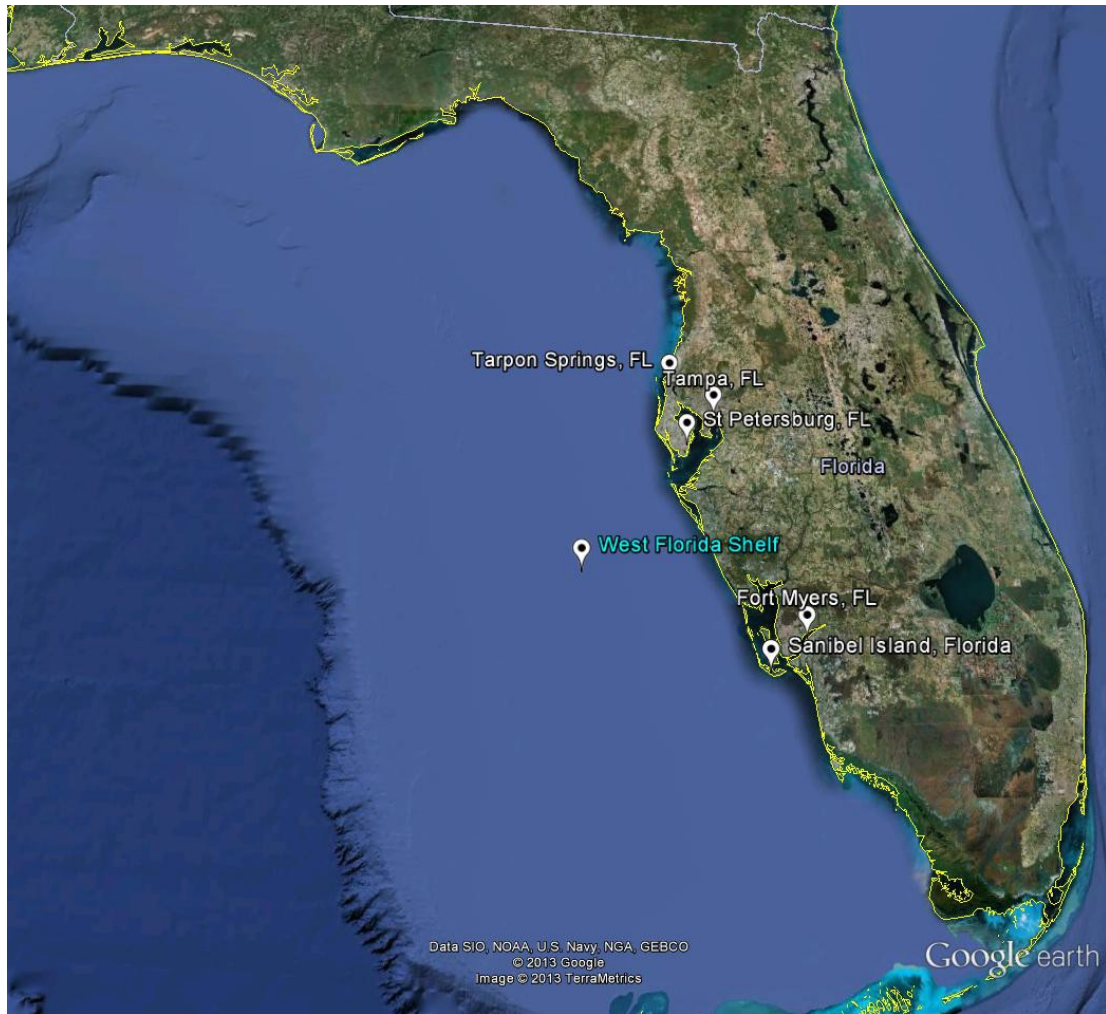 Tarpon Springs, FL
Tampa, FL
St Petersburg, FL
Florida
West Florida Shelf
Fort Myers, FL
Sanibel Island, Florida
Data SIO, NOAA, U.S. Navy, NGA, GEBCO
© 2013 Google
Image © 2013 TerraMetrics
Google earth